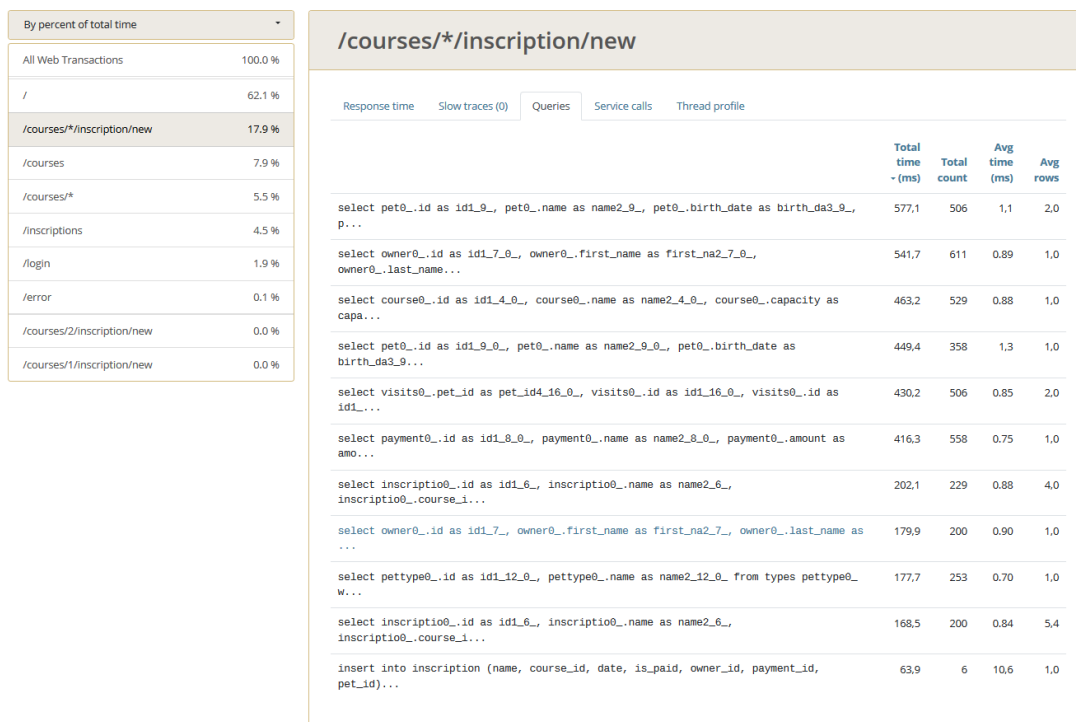 By percent of total time
All Web Transactions 100.0 %
/ 62.1 %
/courses/*/inscription/new 17.9 %
/courses 7.9 %
/courses/* 5.5 %
/inscriptions 4.5 %
/login 1.9 %
/error 0.1 %
/courses/2/inscription/new 0.0 %
/courses/1/inscription/new 0.0 %
/courses/*/inscription/new
Response time Slow traces (0) Queries Service calls Thread profile
Total time (ms) Total count Avg time (ms) Avg rows
select pet0_.id as id1_9_, pet0_.name as name2_9_, pet0_.birth_date as birth_da3_9_, 577,1 506 1,1 2,0
p...
select owner0_.id as id1_7_0_, owner0_.first_name as first_na2_7_0_, 541,7 611 0.89 1,0
owner0_.last_name...
select course0_.id as id1_4_0_, course0_.name as name2_4_0_, course0_.capacity as 463,2 529 0.88 1,0
capa...
select pet0_.id as id1_9_0_, pet0_.name as name2_9_0_, pet0_.birth_date as 449,4 358 1,3 1,0
birth_da3_9...
select visits0_.pet_id as pet_id4_16_0_, visits0_.id as id1_16_0_, visits0_.id as 430,2 506 0.85 2,0
id1_...
select payment0_.id as id1_8_0_, payment0_.name as name2_8_0_, payment0_.amount as 416,3 558 0.75 1,0
amo...
select inscriptio0_.id as id1_6_, inscriptio0_.name as name2_6_, 202,1 229 0.88 4,0
inscriptio0_.course_i...
select owner0_.id as id1_7_, owner0_.first_name as first_na2_7_, owner0_.last_name as 179,9 200 0.90 1,0
...
select pettype0_.id as id1_12_0_, pettype0_.name as name2_12_0_ from types pettype0_ 177,7 253 0.70 1,0
w...
select inscriptio0_.id as id1_6_, inscriptio0_.name as name2_6_, 168,5 200 0.84 5,4
inscriptio0_.course_i...
insert into inscription (name, course_id, date, is_paid, owner_id, payment_id, 63,9 6 10,6 1,0
pet_id)...